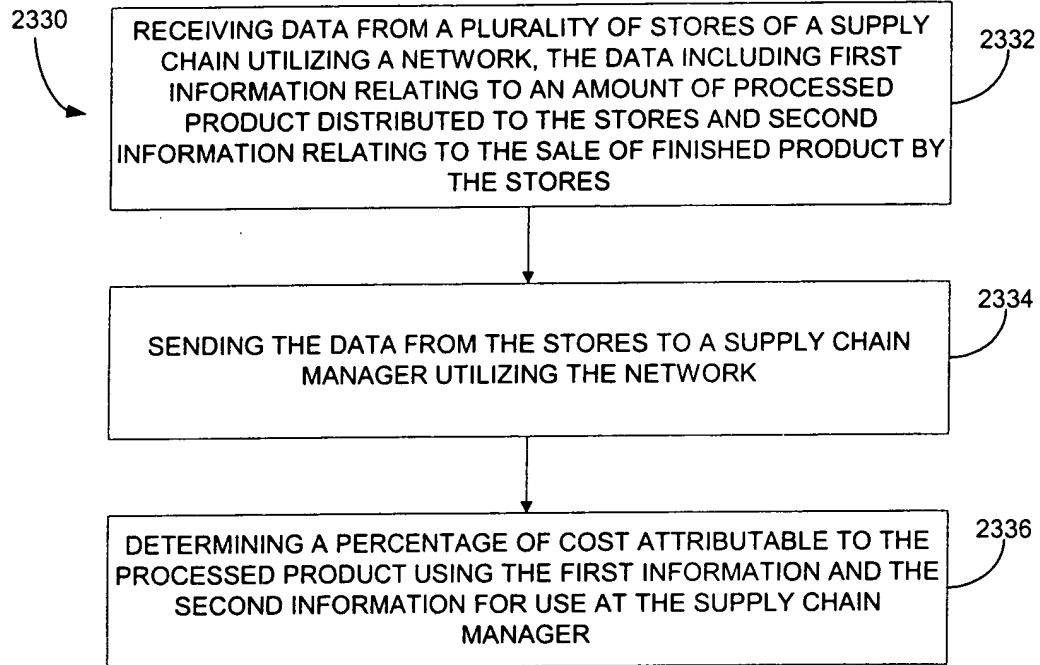 2330
RECEIVING DATA FROM A PLURALITY OF STORES OF A SUPPLY
CHAIN UTILIZING A NETWORK, THE DATA INCLUDING FIRST
INFORMATION RELATING TO AN AMOUNT OF PROCESSED
PRODUCT DISTRIBUTED TO THE STORES AND SECOND
INFORMATION RELATING TO THE SALE OF FINISHED PRODUCT BY
THE STORES
2332
SENDING THE DATA FROM THE STORES TO A SUPPLY CHAIN
MANAGER UTILIZING THE NETWORK
2334
DETERMINING A PERCENTAGE OF COST ATTRIBUTABLE TO THE
PROCESSED PRODUCT USING THE FIRST INFORMATION AND THE
SECOND INFORMATION FOR USE AT THE SUPPLY CHAIN
MANAGER
2336